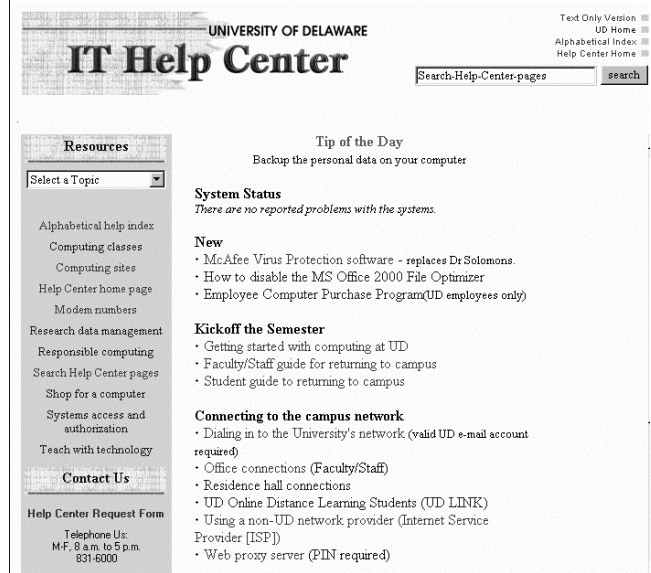 UNIVERSITY OF DELAWARE
IT Help Center
Text Only Version
UD Home
Alphabetical Index
Help Center Home
Search-Help-Center-pages
search
Resources
Select a Topic
Alphabetical help index
Computing classes
Computing sites
Help Center home page
Modem numbers
Research data management
Responsible computing
Search Help Center pages
Shop for a computer
Systems access and
authorization
Teach with technology
Contact Us
Help Center Request Form
Telephone Us:
M-F, 8 a.m. to 5 p.m.
831-6000
Tip of the Day
Backup the personal data on your computer
System Status
There are no reported problems with the systems.
New
· McAfee Virus Protection software - replaces Dr Solomons.
· How to disable the MS Office 2000 File Optimizer
· Employee Computer Purchase Program(UD employees only)
Kickoff the Semester
· Getting started with computing at UD
· Faculty/Staff guide for returning to campus
· Student guide to returning to campus
Connecting to the campus network
· Dialing in to the University's network (valid UD e-mail account
required)
· Office connections (Faculty/Staff)
· Residence hall connections
· UD Online Distance Learning Students (UD LINK)
· Using a non-UD network provider (Internet Service
Provider [ISP])
· Web proxy server (PIN required)